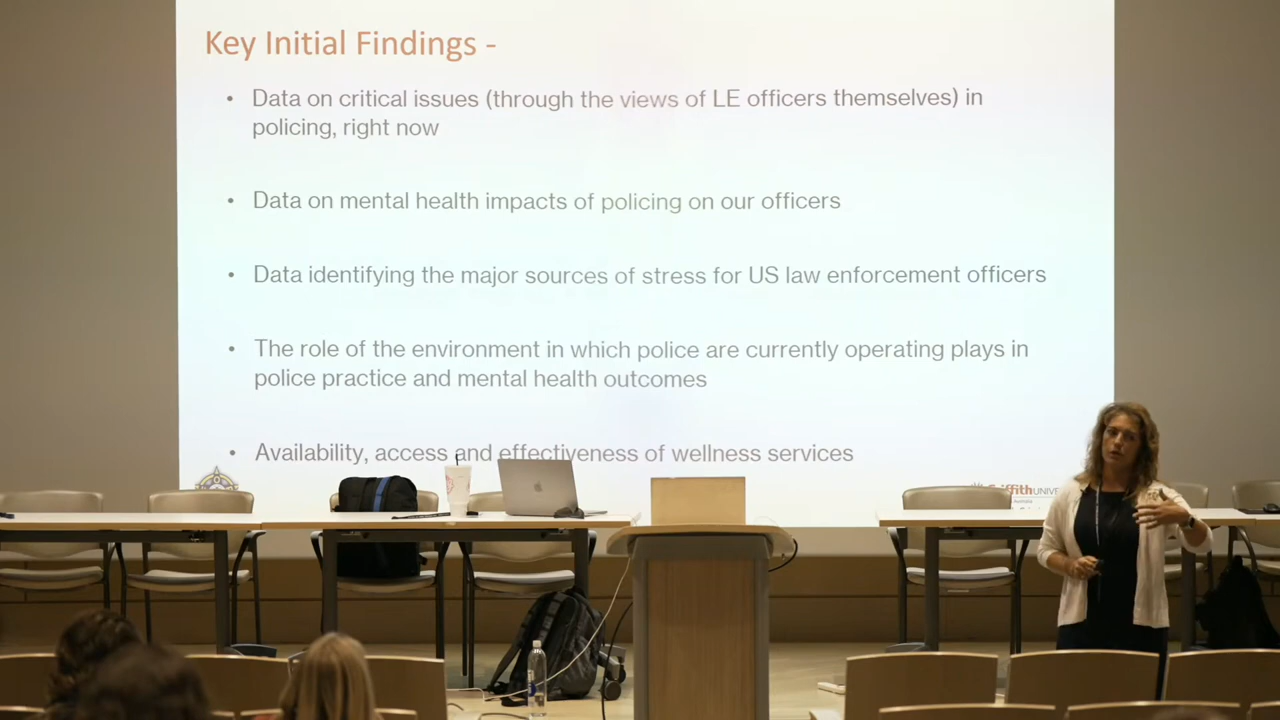 Key Initial Findings -
• Data on critical issues (through the views of LE officers themselves) in
policing, right now
• Data on mental health impacts of policing on our officers
• Data identifying the major sources of stress for US law enforcement officers
• The role of the environment in which police are currently operating plays in
police practice and mental health outcomes
• Availability, access and effectiveness of wellness services